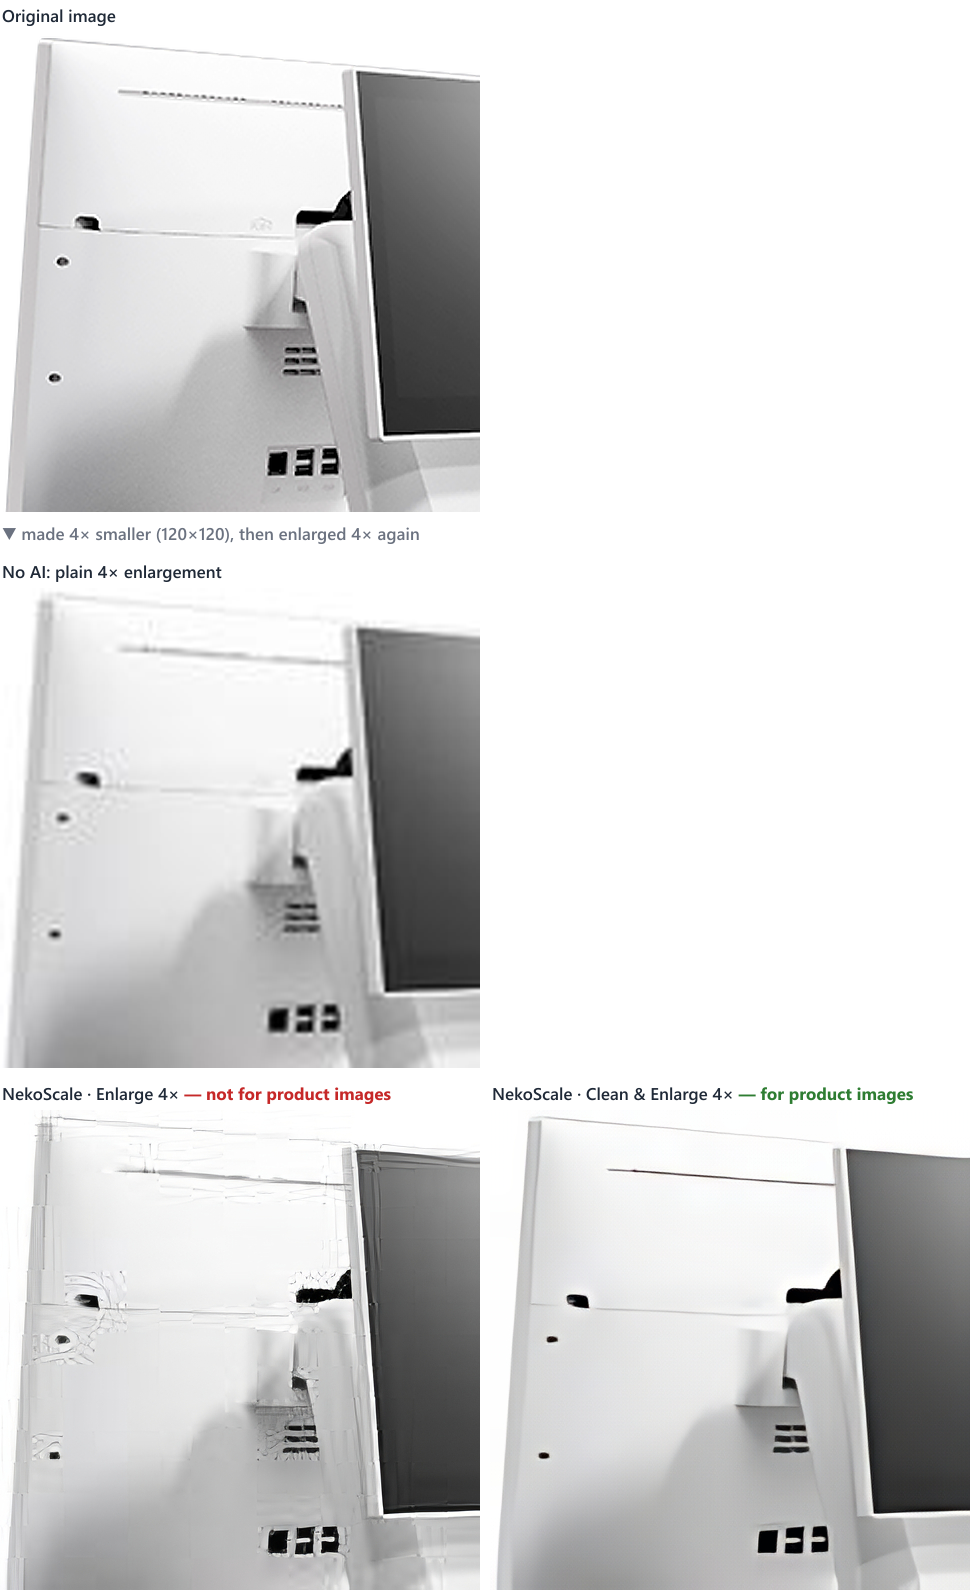 Original image
▼ made 4× smaller (120×120), then enlarged 4× again
No AI: plain 4× enlargement
NekoScale · Enlarge 4× — not for product images
NekoScale · Clean & Enlarge 4× — for product images